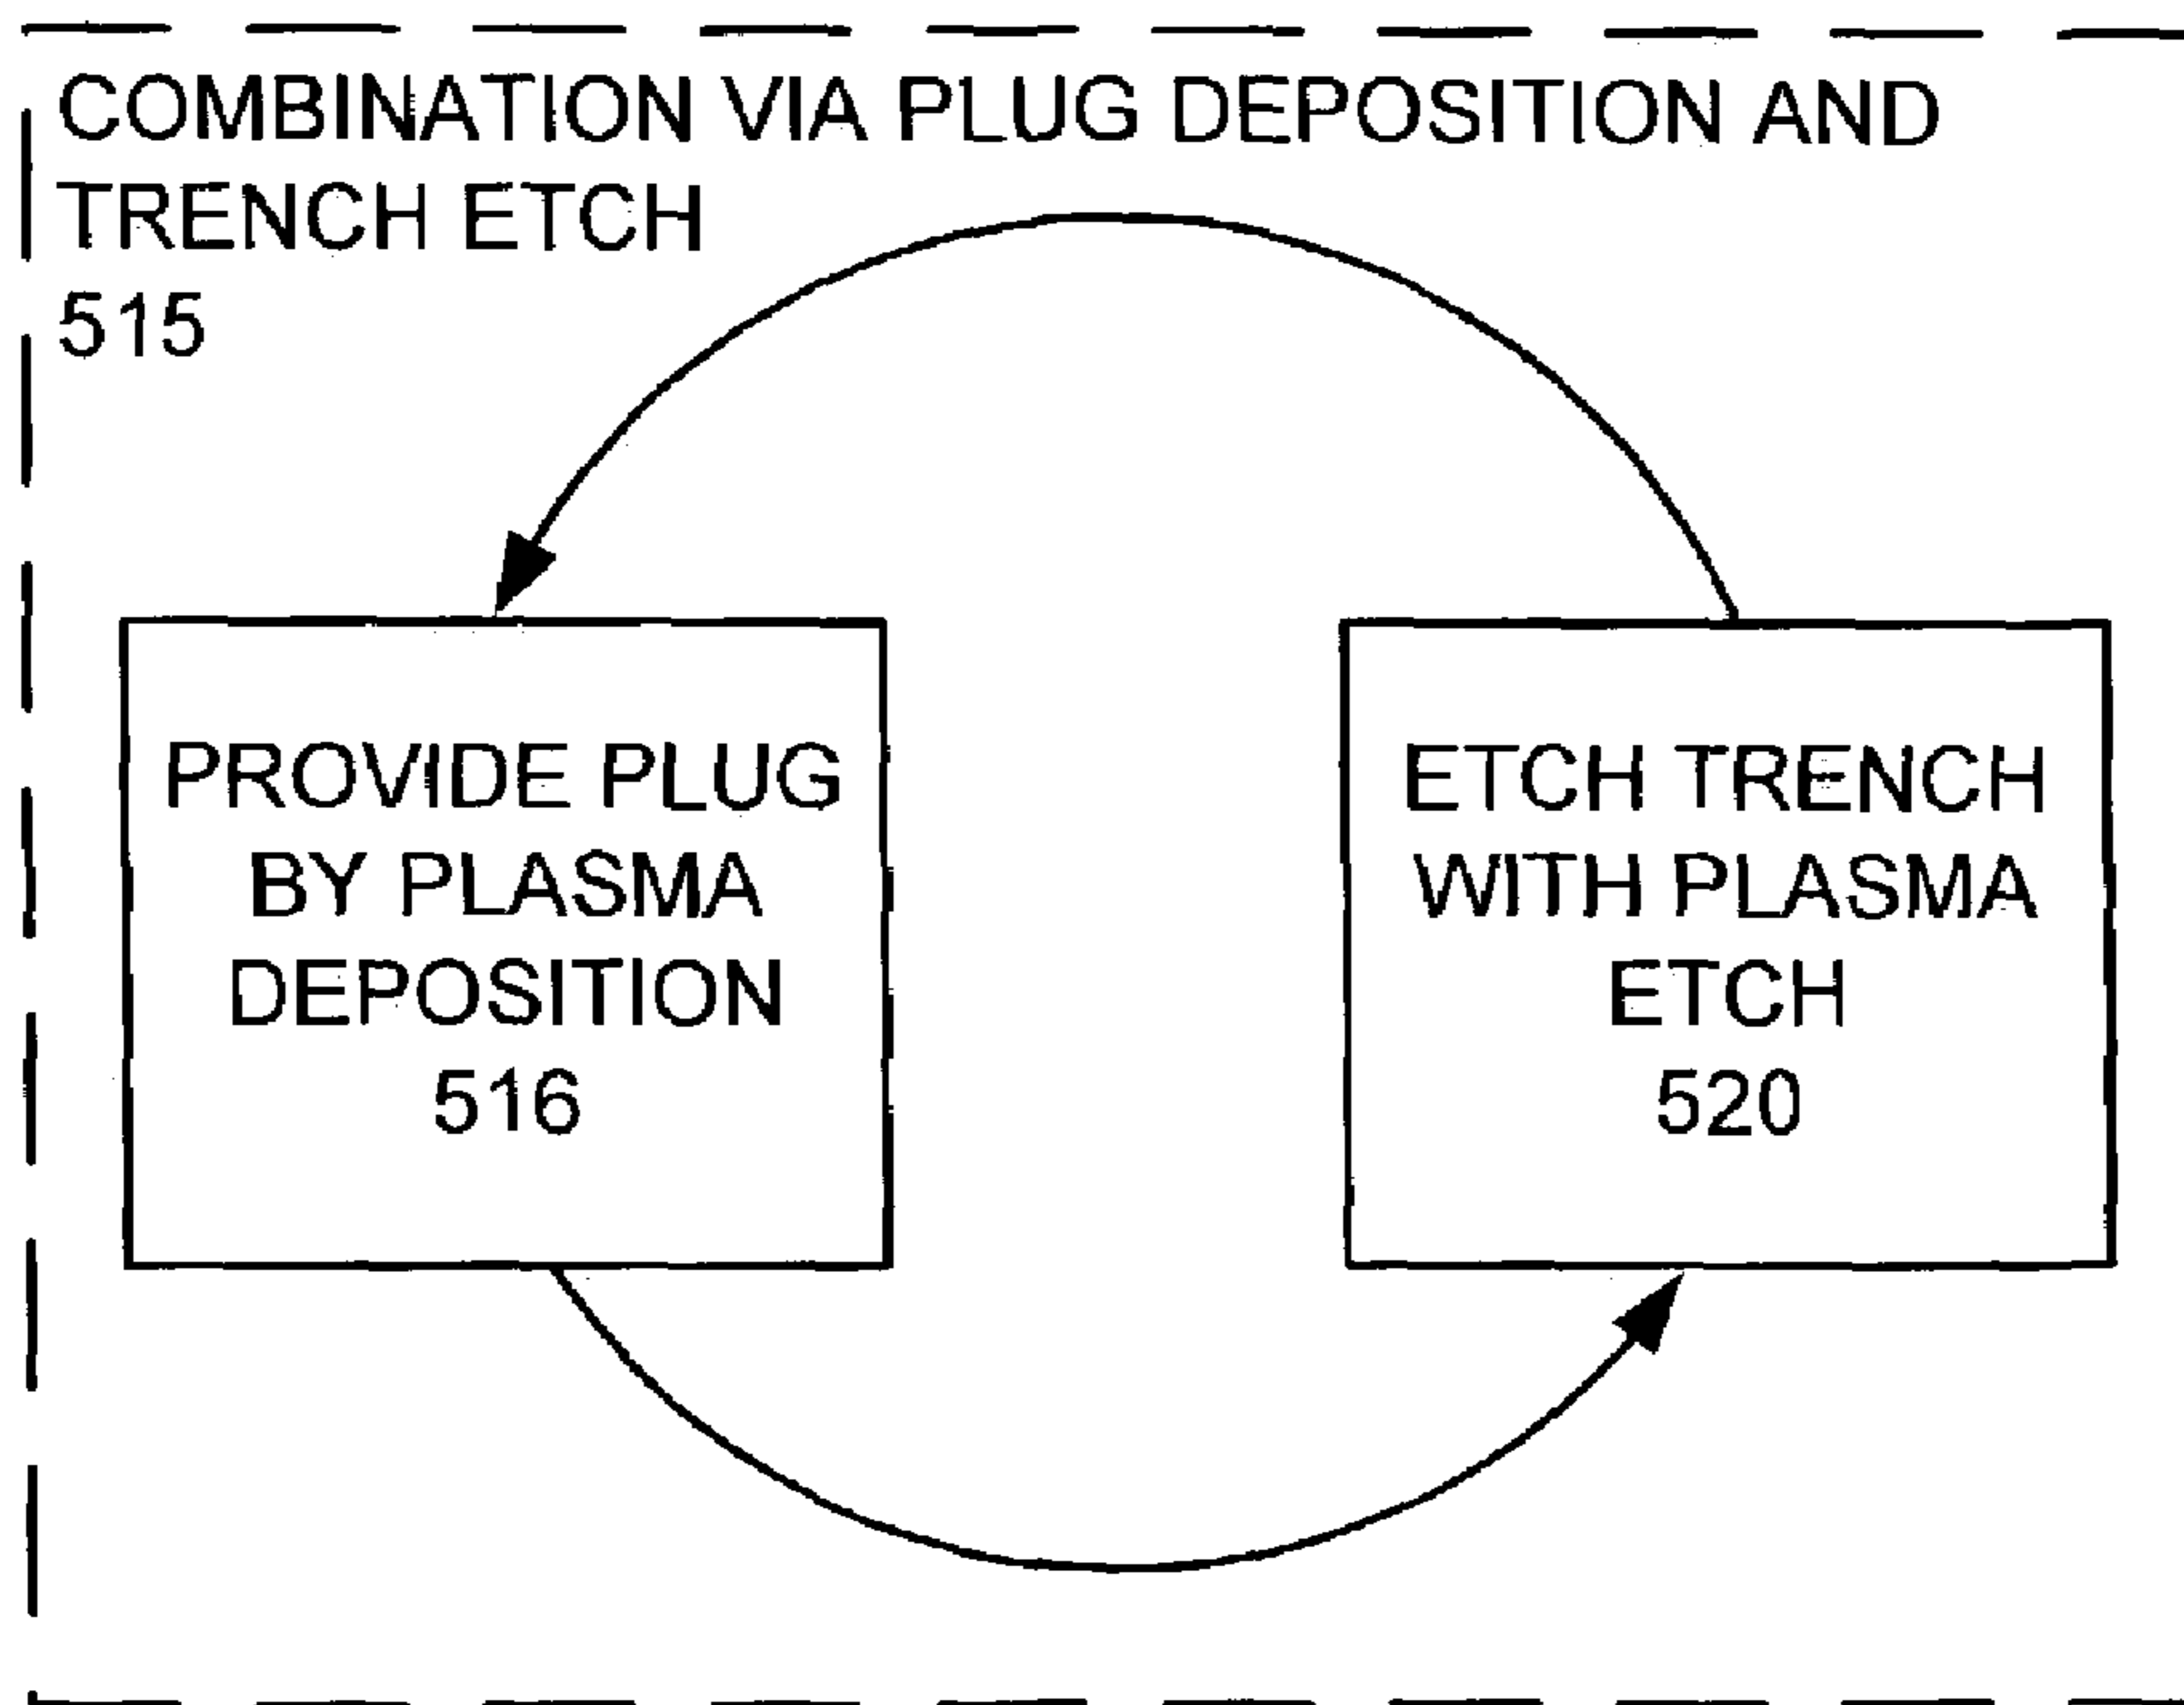 COMBINATION VIA PLUG DEPOSITION AND
TRENCH ETCH
515
PROVIDE PLUG
BY PLASMA
DEPOSITION
516
ETCH TRENCH
WITH PLASMA
ETCH
520